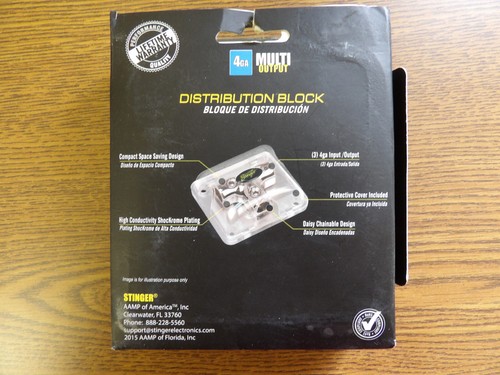 PERFORMANCE
LIFETIME
WARRANTY
QUALITY
4GA
MULTI
OUTPUT
DISTRIBUTION BLOCK
BLOQUE DE DISTRIBUCIÓN
Compact Space Saving Design
Diseño de Espacio Compacto
(3) 4ga Input /Output
(3) 4ga Entrada/Salida
Stinger
Protective Cover Included
Covertura ya Incluida
High Conductivity ShocKrome Plating
Plating ShocKrome de Alta Conductividad
Daisy Chainable Design
Daisy Diseño Encadenadas
Image is for illustration purpose only
STINGER®
AAMP of America™, Inc
Clearwater, FL 33760
Phone: 888-228-5560
support@stingerelectronics.com
2015 AAMP of Florida, Inc